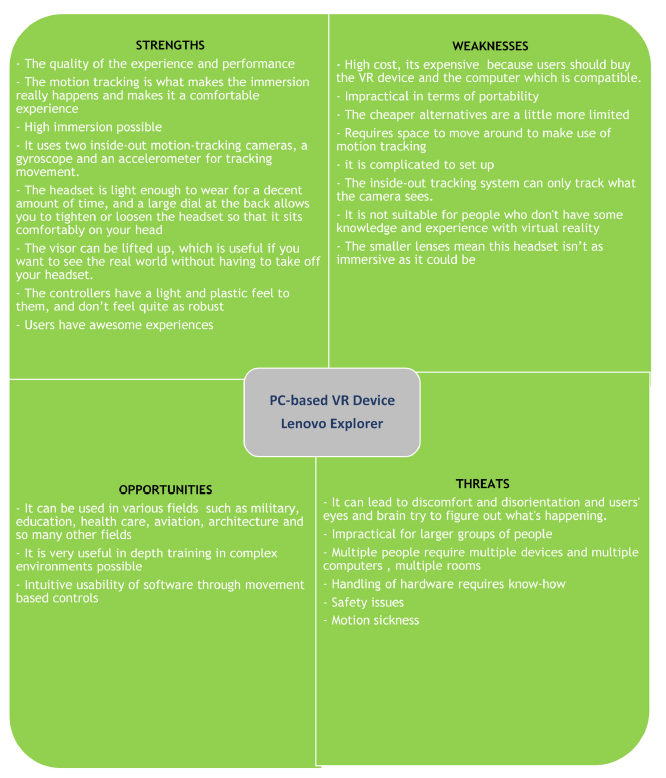 STRENGTHS
- The quality of the experience and performance
- The motion tracking is what makes the immersion
really happens and makes it a comfortable
experience
- High immersion possible
- It uses two inside-out motion-tracking cameras, a
gyroscope and an accelerometer for tracking
movement.
- The headset is light enough to wear for a decent
amount of time, and a large dial at the back allows
you to tighten or loosen the headset so that it sits
comfortably on your head
- The visor can be lifted up, which is useful if you
want to see the real world without having to take off
your headset.
- The controllers have a light and plastic feel to
them, and don’t feel quite as robust
- Users have awesome experiences
WEAKNESSES
- High cost, its expensive because users should buy
the VR device and the computer which is compatible.
- Impractical in terms of portability
- The cheaper alternatives are a little more limited
- Requires space to move around to make use of
motion tracking
- it is complicated to set up
- The inside-out tracking system can only track what
the camera sees.
- It is not suitable for people who don't have some
knowledge and experience with virtual reality
- The smaller lenses mean this headset isn’t as
immersive as it could be
PC-based VR Device
Lenovo Explorer
OPPORTUNITIES
- It can be used in various fields such as military,
education, health care, aviation, architecture and
so many other fields
- It is very useful in depth training in complex
environments possible
- Intuitive usability of software through movement
based controls
THREATS
- It can lead to discomfort and disorientation and users'
eyes and brain try to figure out what's happening.
- Impractical for larger groups of people
- Multiple people require multiple devices and multiple
computers , multiple rooms
- Handling of hardware requires know-how
- Safety issues
- Motion sickness